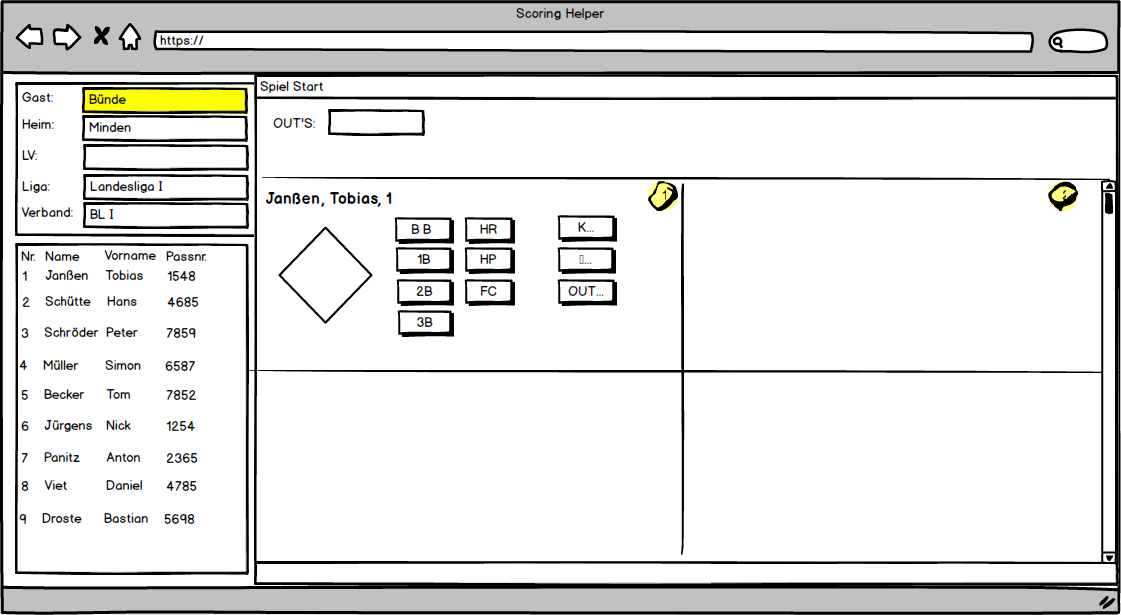 Scoring Helper
https://
Gast: Bünde
Heim: Minden
LV:
Liga: Landesliga I
Verband: BL I
Nr. Name Vorname Passnr.
1 Janßen Tobias 1548
2 Schütte Hans 4685
3 Schröder Peter 7859
4 Müller Simon 6587
5 Becker Tom 7852
6 Jürgens Nick 1254
7 Panitz Anton 2365
8 Viet Daniel 4785
9 Droste Bastian 5698
Spiel Start
OUT'S:
Janßen, Tobias, 1
1
B B HR K...
1B HP ...
2B FC OUT...
3B